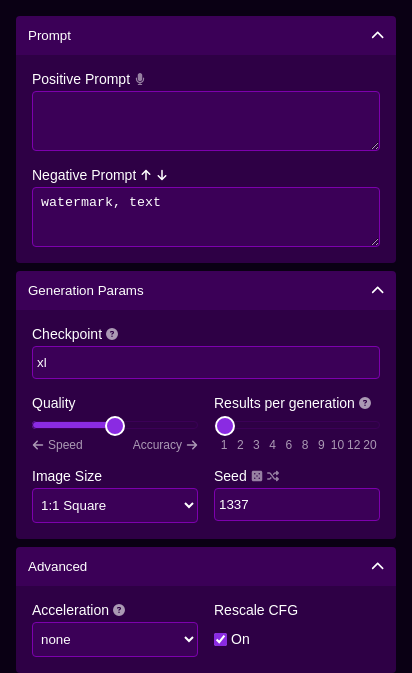 Prompt
Positive Prompt
Negative Prompt
watermark, text
Generation Params
Checkpoint
xl
Quality Results per generation
Speed Accuracy 1 2 3 4 6 8 9 10 12 20
Image Size Seed
1:1 Square 1337
Advanced
Acceleration Rescale CFG
none On